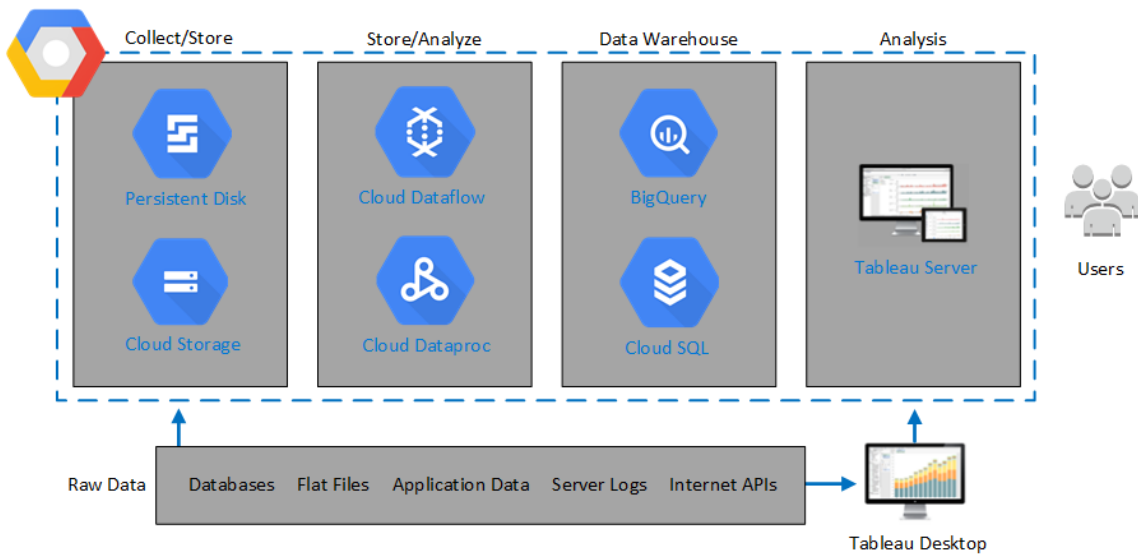 Collect/Store
Store/Analyze
Data Warehouse
Analysis
Persistent Disk
Cloud Dataflow
BigQuery
Tableau Server
Users
Cloud Storage
Cloud Dataproc
Cloud SQL
Raw Data
Databases
Flat Files
Application Data
Server Logs
Internet APIs
Tableau Desktop